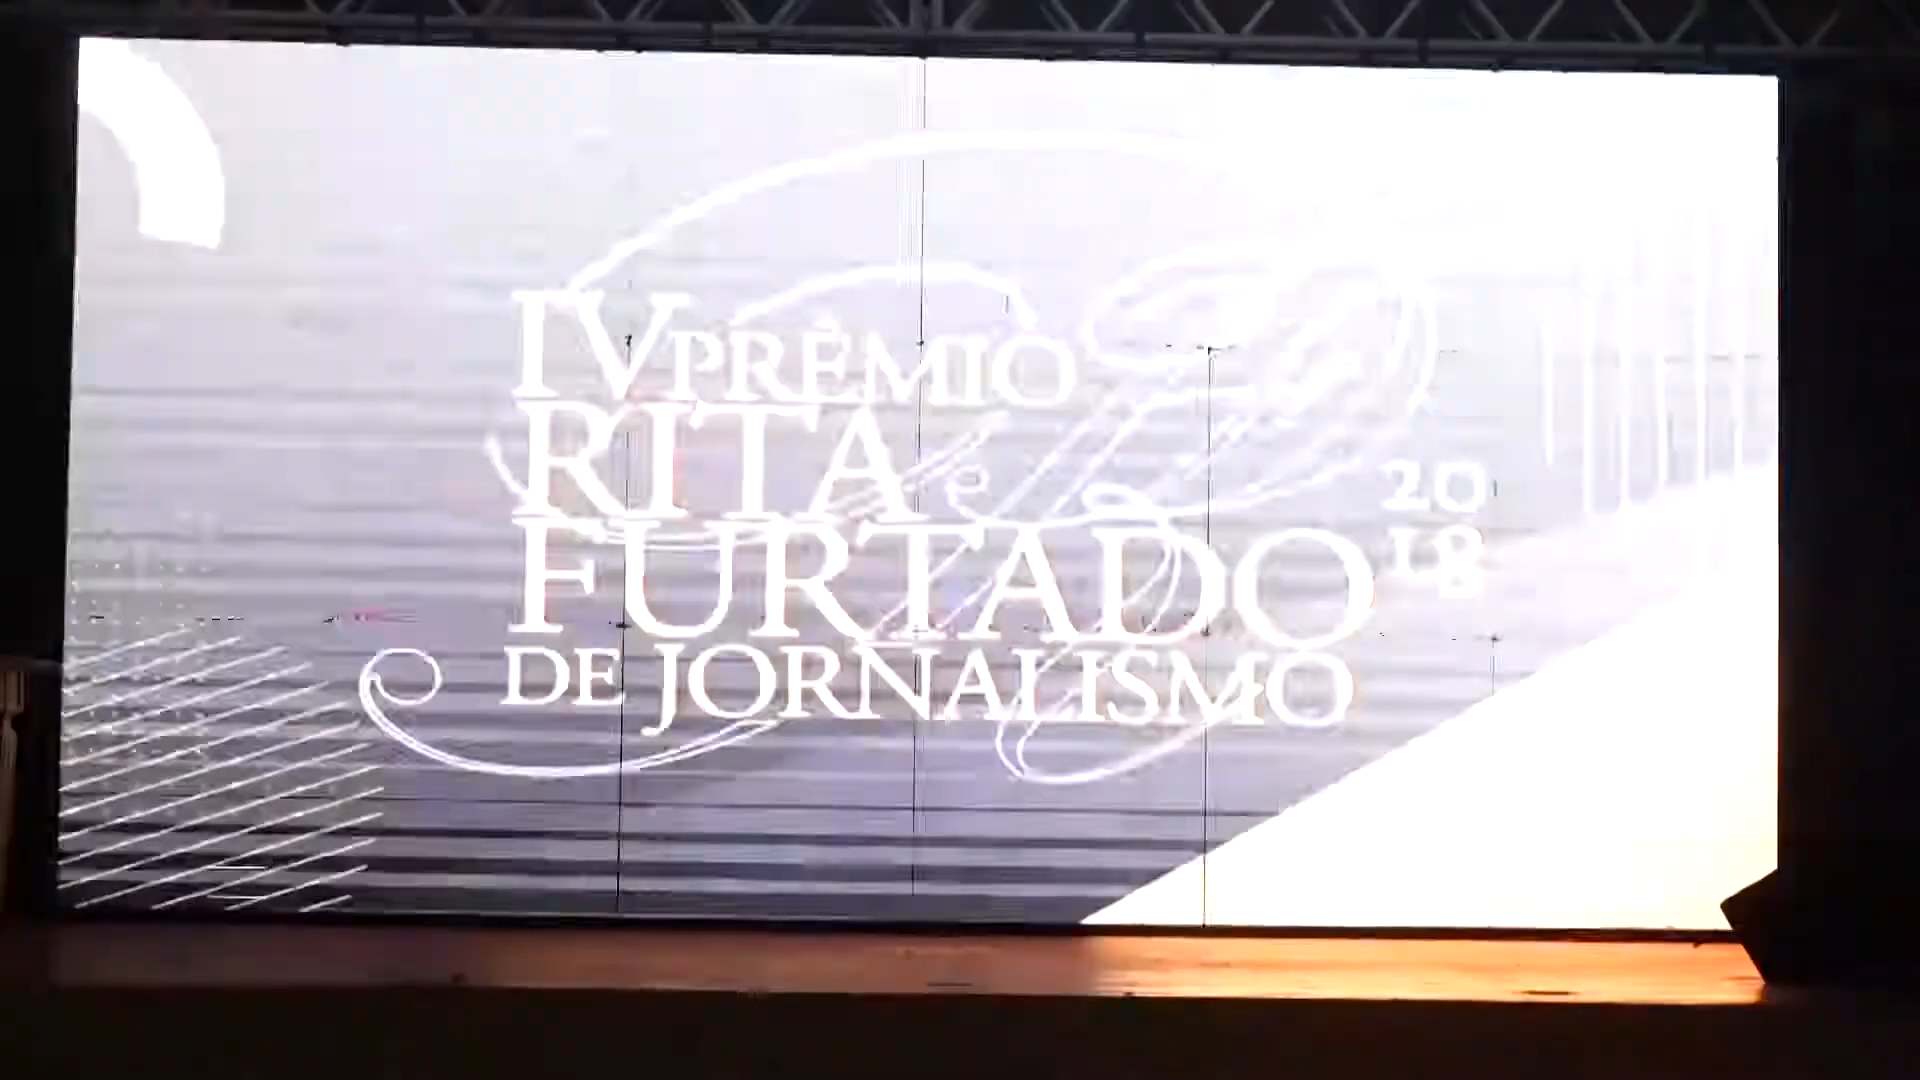 IV PRÊMIO
RITA
FURTADO
DE JORNALISMO
20
18